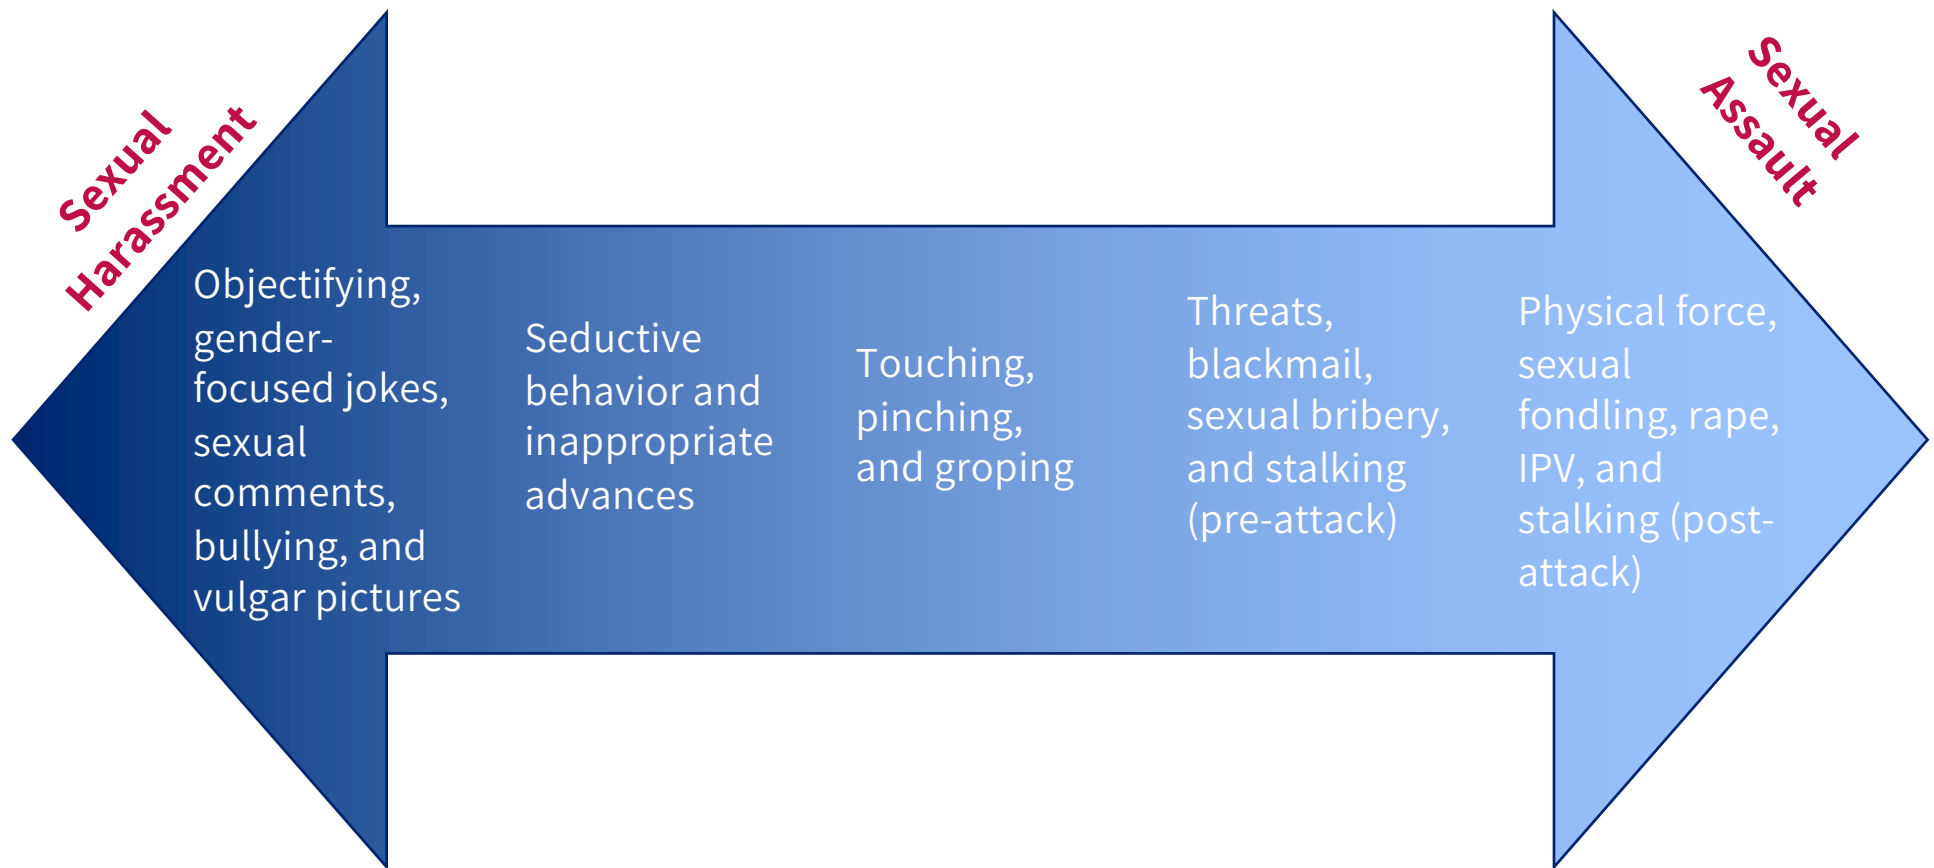 Sexual
Harassment
Objectifying,
gender-
focused jokes,
sexual
comments,
bullying, and
vulgar pictures
Seductive
behavior and
inappropriate
advances
Touching,
pinching,
and groping
Threats,
blackmail,
sexual bribery,
and stalking
(pre-attack)
Physical force,
sexual
fondling, rape,
IPV, and
stalking (post-
attack)
Sexual
Assault